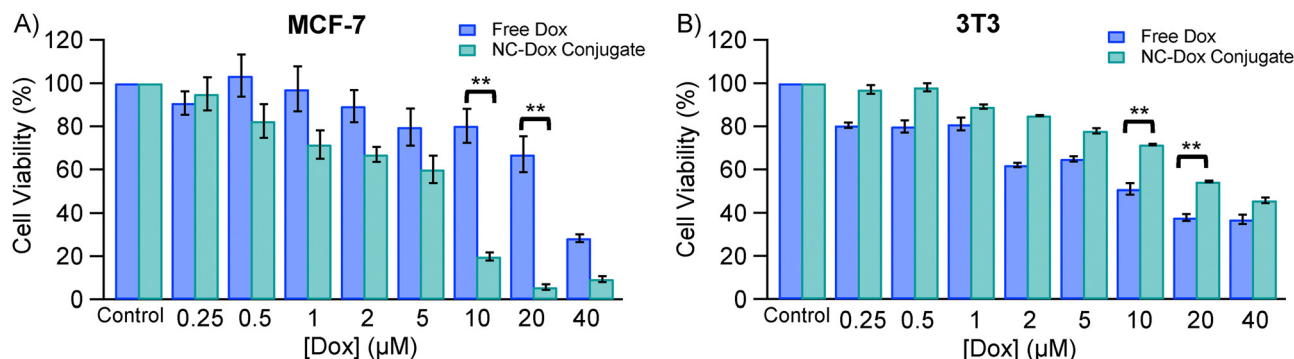 A)
MCF-7
Free Dox
NC-Dox Conjugate
Cell Viability (%)
120
100
80
60
40
20
0
**
**
Control 0.25 0.5 1 2 5 10 20 40
[Dox] (µM)
B)
3T3
Free Dox
NC-Dox Conjugate
Cell Viability (%)
120
100
80
60
40
20
0
**
**
Control 0.25 0.5 1 2 5 10 20 40
[Dox] (µM)